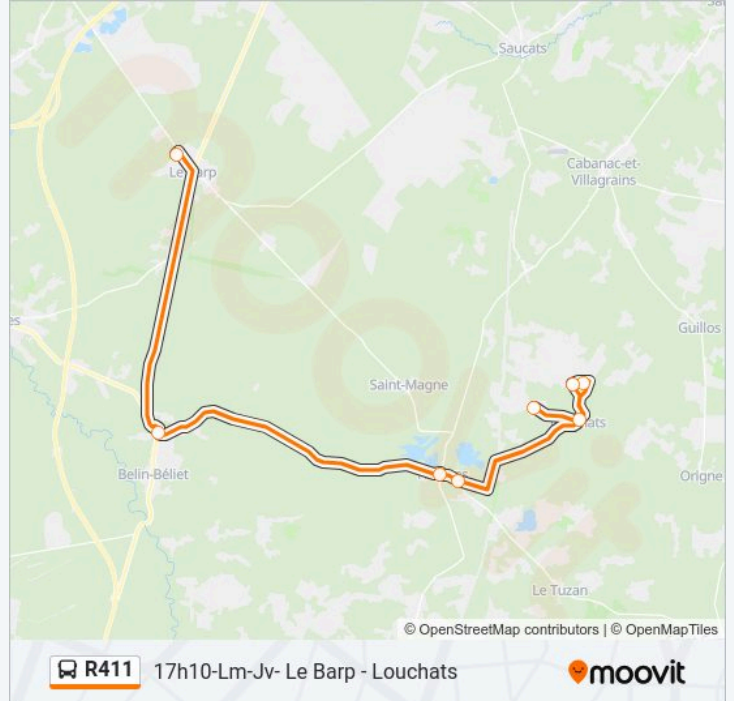 Saucats
Cabanac-et-
Villagrains
Guillos
Saint-Magne
Belin-Béliet
Origne
Le Tuzan
© OpenStreetMap contributors | © OpenMapTiles
R411
17h10-Lm-Jv- Le Barp - Louchats
moovit